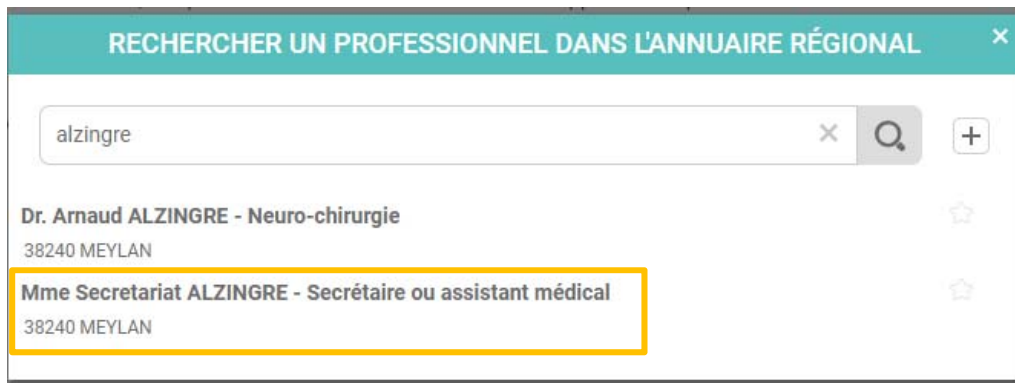 RECHERCHER UN PROFESSIONNEL DANS L'ANNUAIRE RÉGIONAL ×
alzingre × +
Dr. Arnaud ALZINGRE - Neuro-chirurgie
38240 MEYLAN
Mme Secretariat ALZINGRE - Secrétaire ou assistant médical
38240 MEYLAN